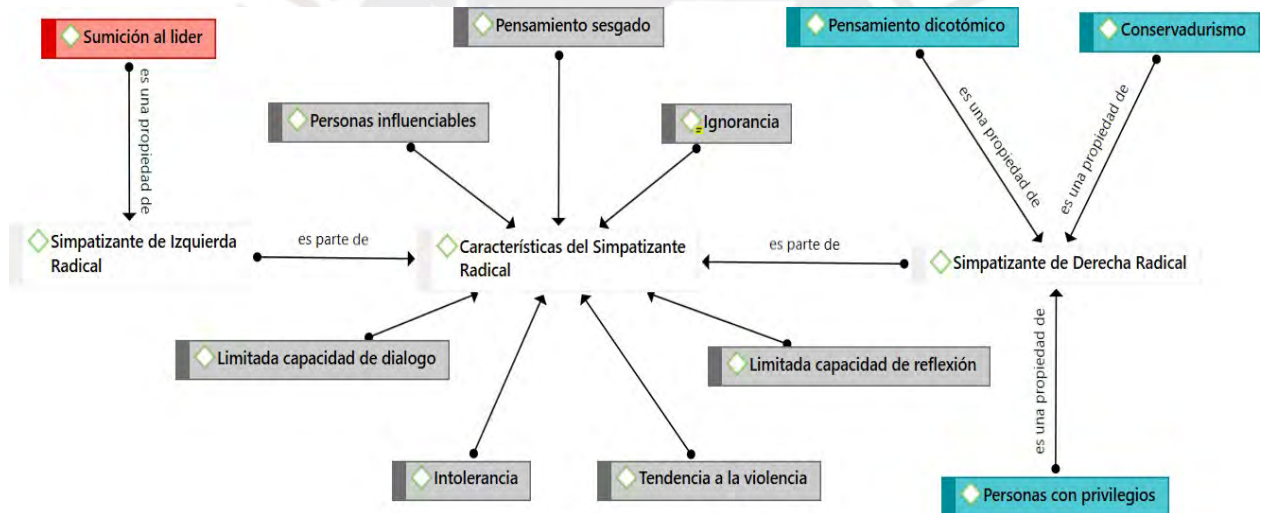 Sumición al lider
Pensamiento sesgado
Pensamiento dicotómico
Conservadurismo
Personas influenciables
Ignorancia
es una propiedad de
es una propiedad de
es una propiedad de
Simpatizante de Izquierda
Radical
es parte de
Características del Simpatizante
Radical
es parte de
Simpatizante de Derecha Radical
Limitada capacidad de dialogo
Limitada capacidad de reflexión
es una propiedad de
Intolerancia
Tendencia a la violencia
Personas con privilegios